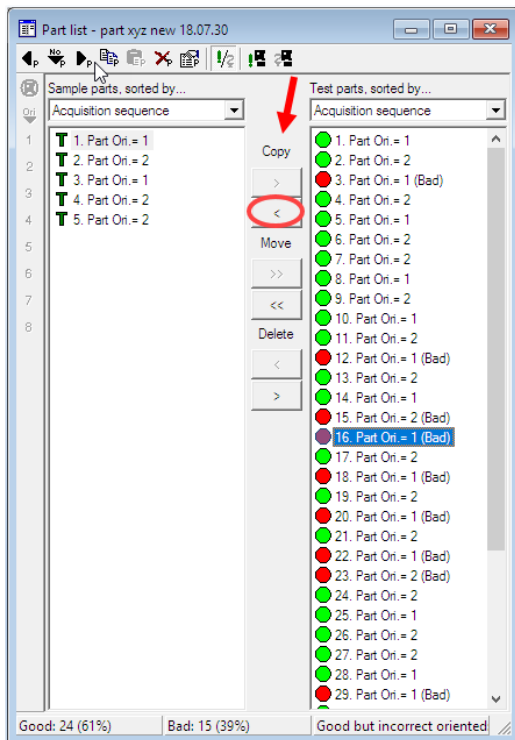 Part list - part xyz new 18.07.30
P No. P P P 1/2
Sample parts, sorted by...
Acquisition sequence
Ori
1
2
3
4
5
6
7
8
1. Part Ori.= 1
2. Part Ori.= 2
3. Part Ori.= 1
4. Part Ori.= 2
5. Part Ori.= 2
Copy
>
<
Move
>>
<<
Delete
<
>
Test parts, sorted by...
Acquisition sequence
1. Part Ori.= 1
2. Part Ori.= 2
3. Part Ori.= 1 (Bad)
4. Part Ori.= 2
5. Part Ori.= 1
6. Part Ori.= 2
7. Part Ori.= 2
8. Part Ori.= 1
9. Part Ori.= 2
10. Part Ori.= 1
11. Part Ori.= 2
12. Part Ori.= 1 (Bad)
13. Part Ori.= 2
14. Part Ori.= 1
15. Part Ori.= 2 (Bad)
16. Part Ori.= 1 (Bad)
17. Part Ori.= 2
18. Part Ori.= 1 (Bad)
19. Part Ori.= 2
20. Part Ori.= 1 (Bad)
21. Part Ori.= 2
22. Part Ori.= 1 (Bad)
23. Part Ori.= 2 (Bad)
24. Part Ori.= 2
25. Part Ori.= 1
26. Part Ori.= 2
27. Part Ori.= 2
28. Part Ori.= 1
29. Part Ori.= 1 (Bad)
Good: 24 (61%)
Bad: 15 (39%)
Good but incorrect oriented